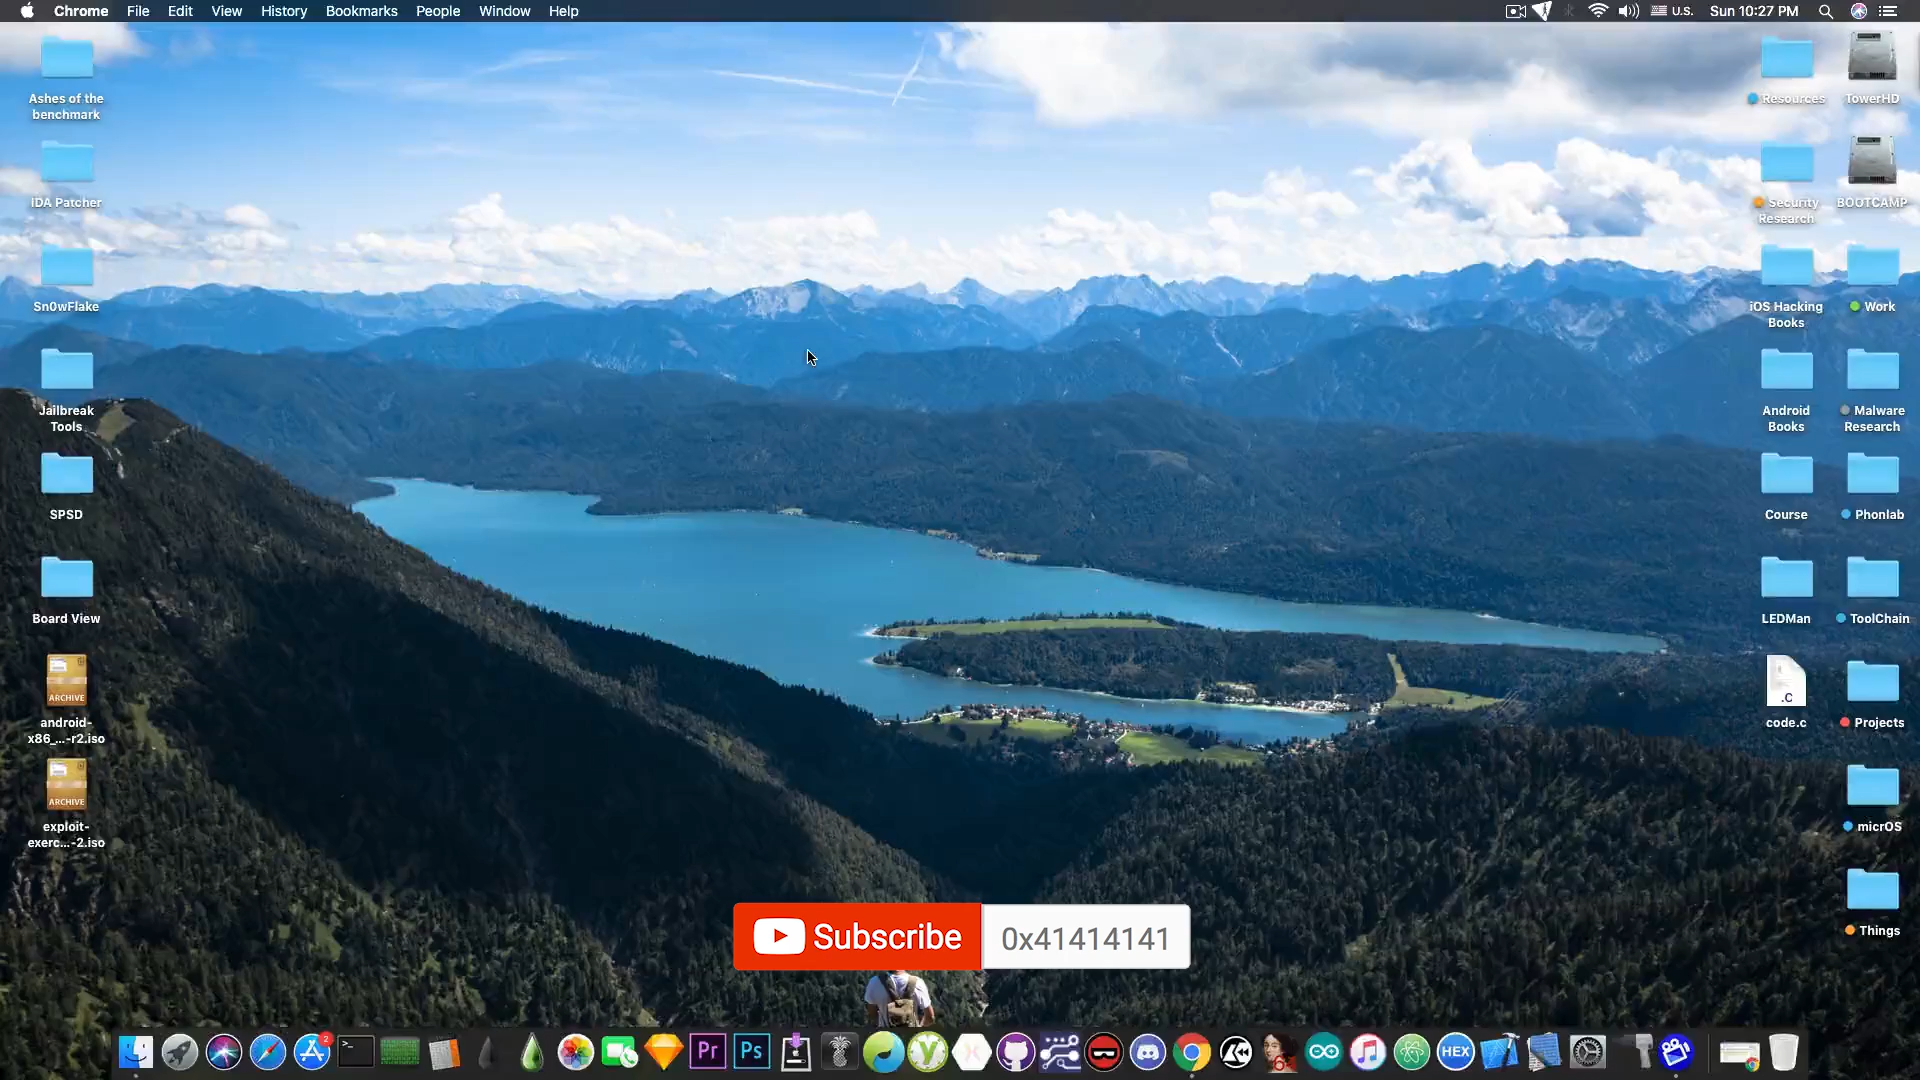 Chrome File Edit View History Bookmarks People Window Help
U.S. Sun 10:27 PM
Ashes of the
benchmark
IDA Patcher
Sn0wFlake
Jailbreak
Tools
SPSD
Board View
ARCHIVE
android-
x86_...-r2.iso
ARCHIVE
exploit-
exerc...-2.iso
Resources
TowerHD
Security
Research
BOOTCAMP
iOS Hacking
Books
Work
Android
Books
Malware
Research
Course
Phonlab
LEDMan
ToolChain
.C
code.c
Projects
micrOS
Things
Subscribe 0x41414141
2
>_
Pr
Ps
HEX